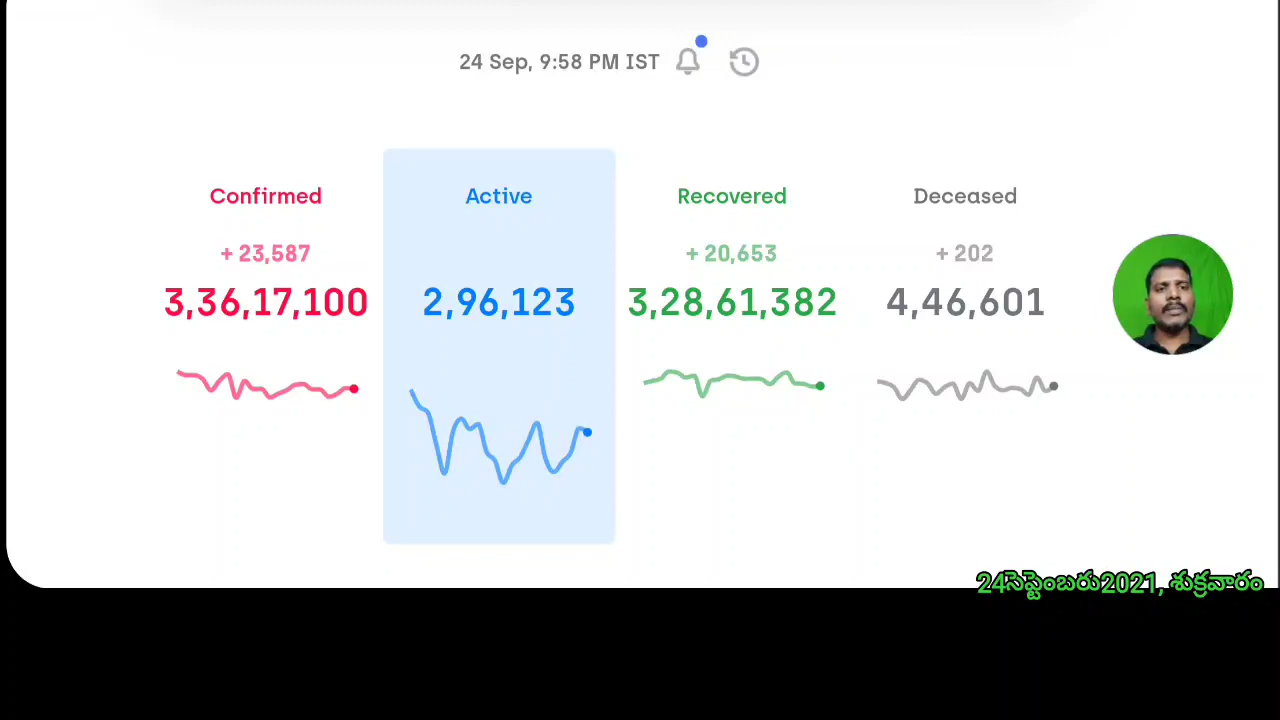 24 Sep, 9:58 PM IST
Confirmed Active Recovered Deceased
+ 23,587 + 20,653 + 202
3,36,17,100 2,96,123 3,28,61,382 4,46,601
24సెప్టెంబరు2021, శుక్రవారం